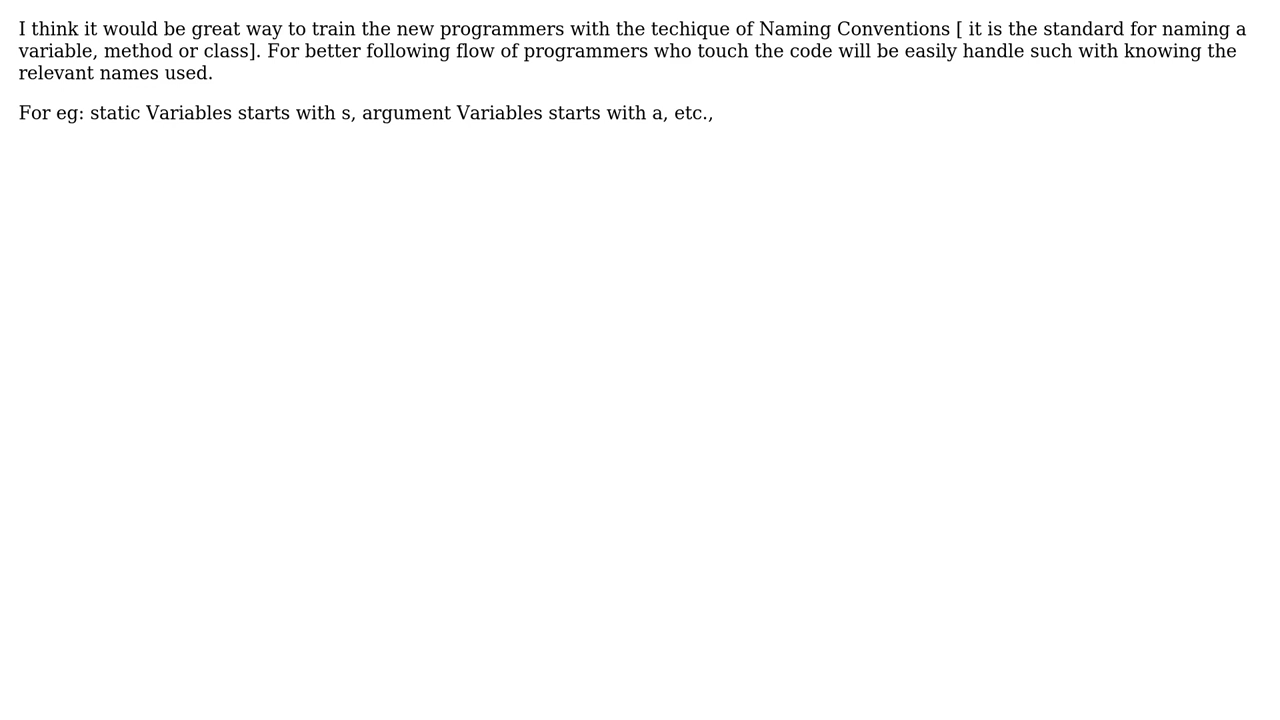 I think it would be great way to train the new programmers with the techique of Naming Conventions [ it is the standard for naming a
variable, method or class]. For better following flow of programmers who touch the code will be easily handle such with knowing the
relevant names used.
For eg: static Variables starts with s, argument Variables starts with a, etc.,